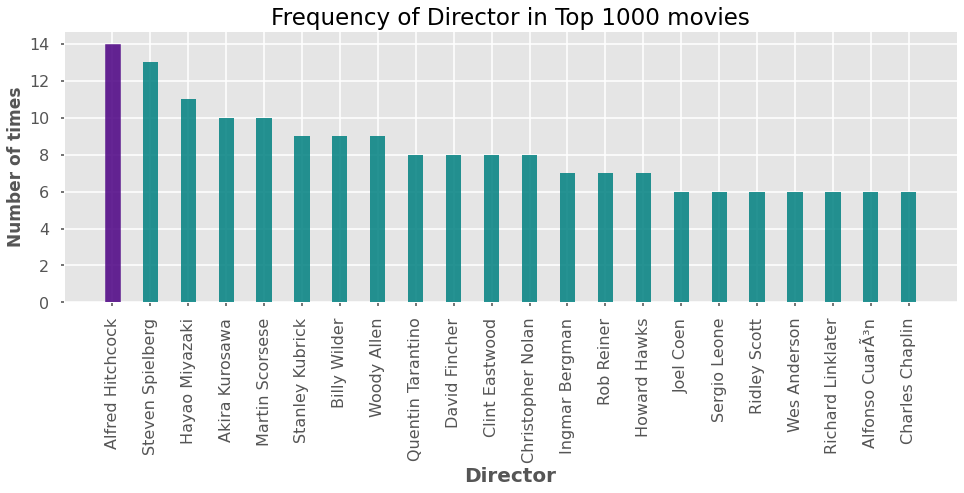 Frequency of Director in Top 1000 movies
Number of times
14
12
10
8
6
4
2
0
Alfred Hitchcock
Steven Spielberg
Hayao Miyazaki
Akira Kurosawa
Martin Scorsese
Stanley Kubrick
Billy Wilder
Woody Allen
Quentin Tarantino
David Fincher
Clint Eastwood
Christopher Nolan
Ingmar Bergman
Rob Reiner
Howard Hawks
Joel Coen
Sergio Leone
Ridley Scott
Wes Anderson
Richard Linklater
Alfonso CuarÃ³n
Charles Chaplin
Director